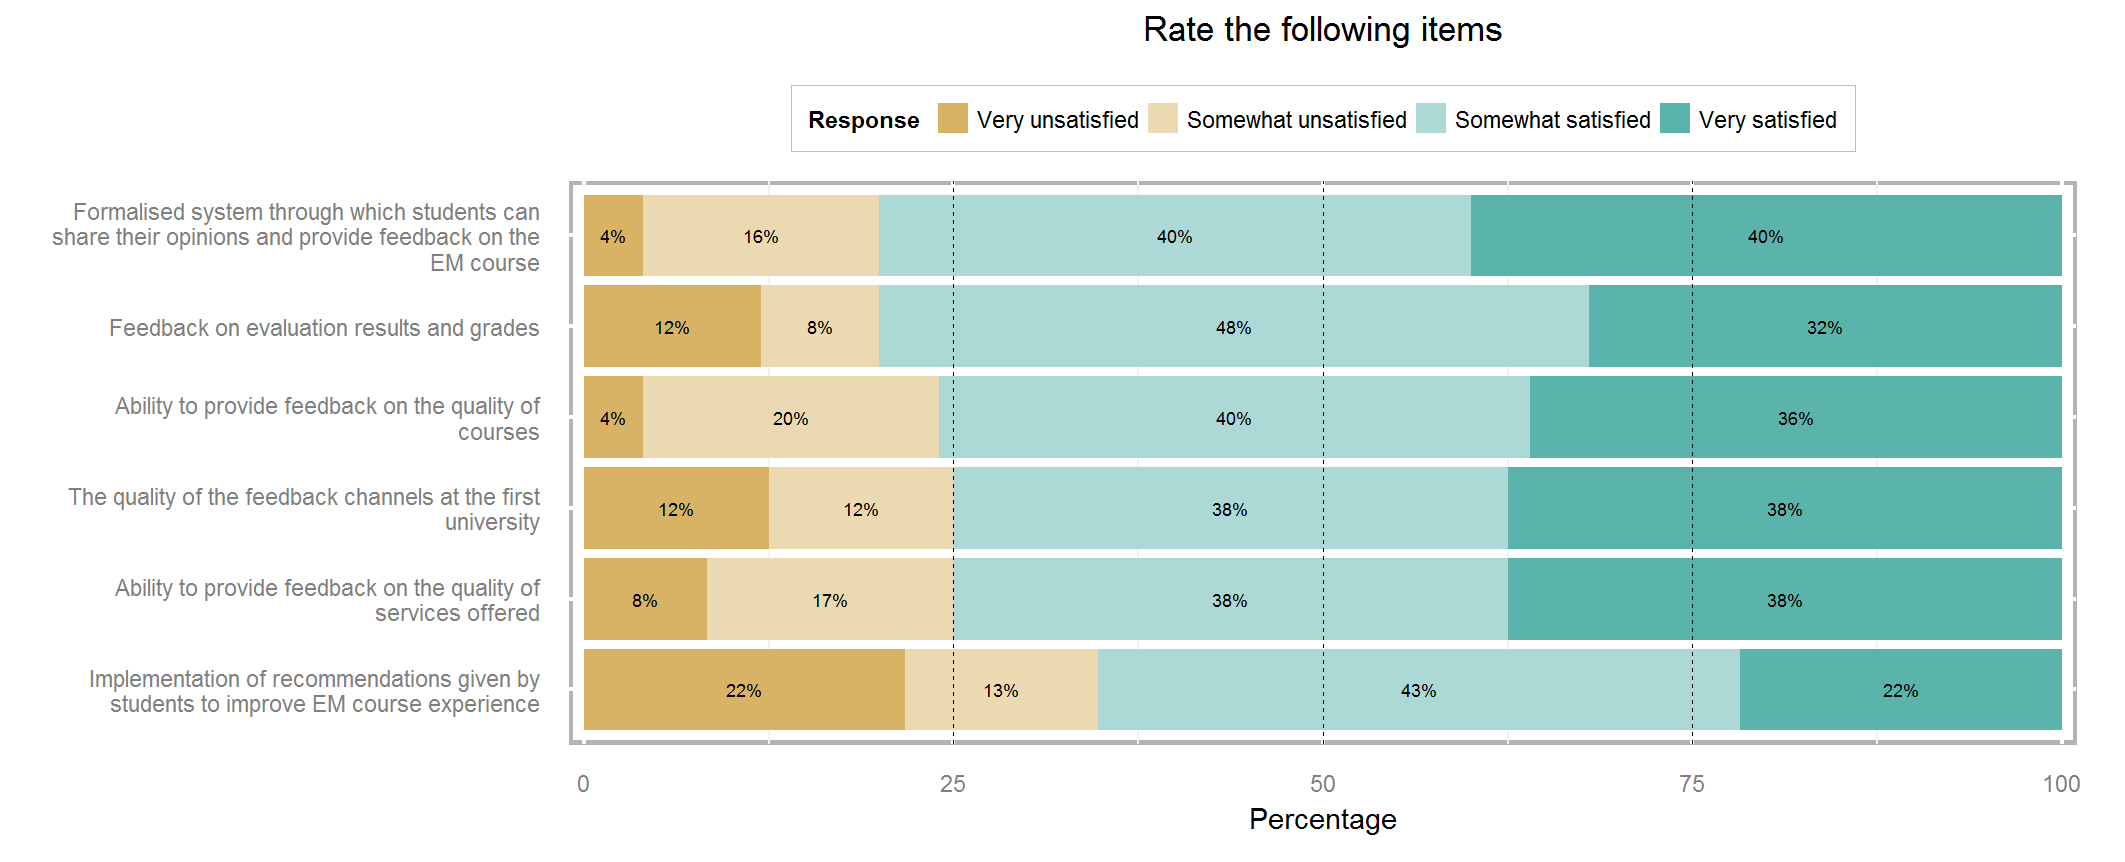 Rate the following items
Response Very unsatisfied Somewhat unsatisfied Somewhat satisfied Very satisfied
Formalised system through which students can
share their opinions and provide feedback on the
EM course
4% 16% 40% 40%
Feedback on evaluation results and grades
12% 8% 48% 32%
Ability to provide feedback on the quality of
courses
4% 20% 40% 36%
The quality of the feedback channels at the first
university
12% 12% 38% 38%
Ability to provide feedback on the quality of
services offered
8% 17% 38% 38%
Implementation of recommendations given by
students to improve EM course experience
22% 13% 43% 22%
0 25 50 75 100
Percentage